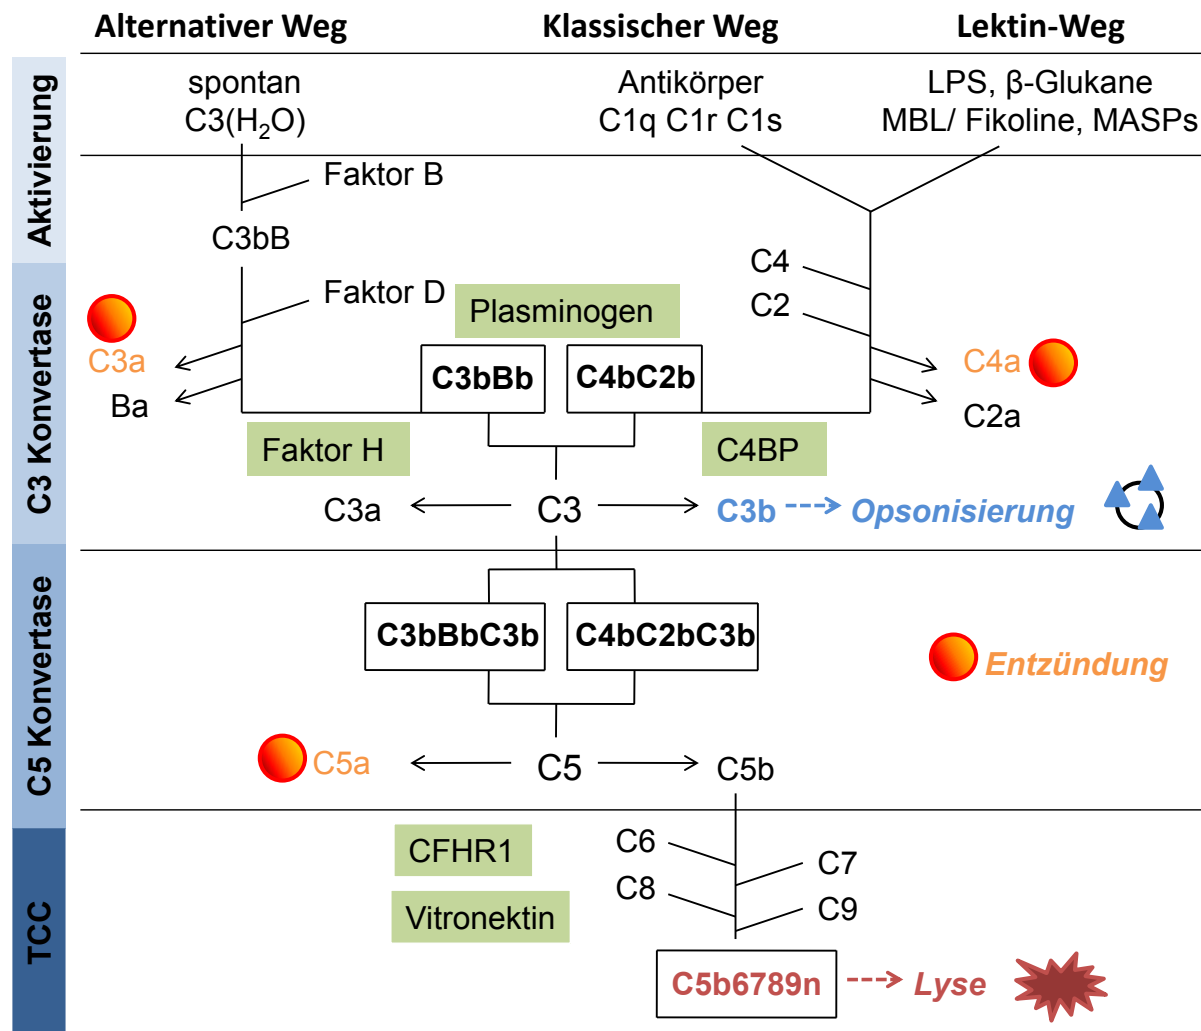 Alternativer Weg
Klassischer Weg
Lektin-Weg
Aktivierung
spontan
C3(H₂O)
Antikörper
C1q C1r C1s
LPS, β-Glukane
MBL/ Fikoline, MASPs
Faktor B
C3bB
C3 Konvertase
Faktor D
C4
C2
Plasminogen
C3a
Ba
C3bBb
C4bC2b
C4a
C2a
Faktor H
C4BP
C3a
C3
C3b
Opsonisierung
C5 Konvertase
C3bBbC3b
C4bC2bC3b
Entzündung
C5a
C5
C5b
TCC
CFHR1
Vitronektin
C6
C7
C8
C9
C5b6789n
Lyse